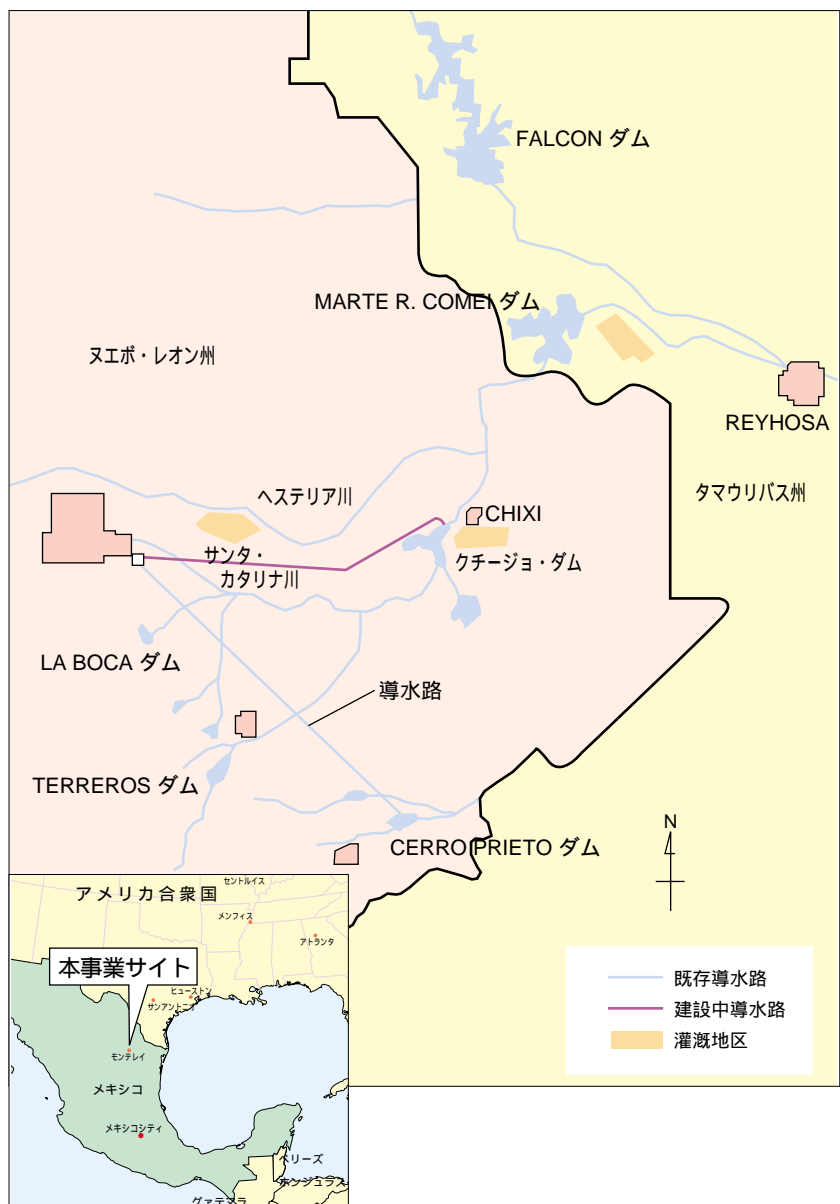 FALCON ダム
MARTE R. COMEI ダム
ヌエボ・レオン州
REYHOSA
タマウリバス州
ヘステリア川
CHIXI
サンタ・
カタリナ川
クチージョ・ダム
LA BOCA ダム
導水路
TERREROS ダム
CERRO PRIETO ダム
N
既存導水路
建設中導水路
灌漑地区
セントルイス
アメリカ合衆国
メンフィス
アトランタ
本事業サイト
ヒューストン
サンアントニオ
モンテレイ
メキシコ
メキシコシティ
ベリーズ
ホンジュラス
グァテマラ